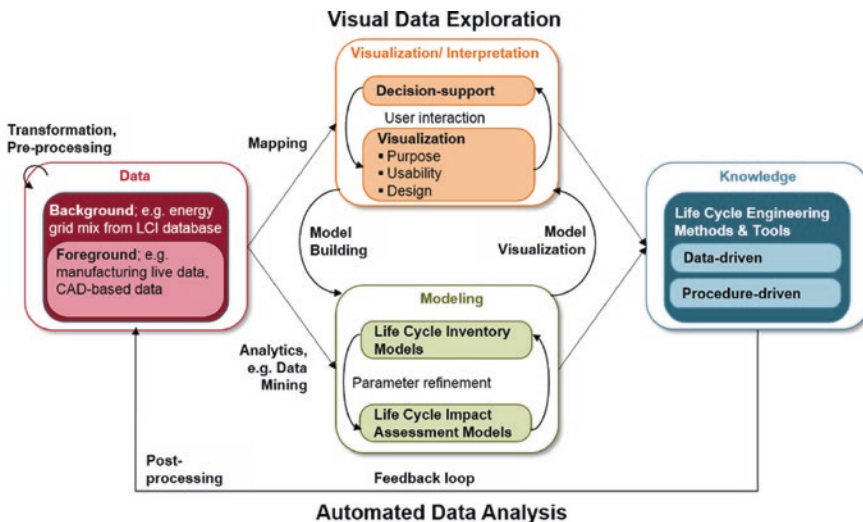 Visual Data Exploration
Visualization/ Interpretation
Decision-support
User interaction
Visualization
▪ Purpose
▪ Usability
▪ Design
Transformation,
Pre-processing
Mapping
Data
Background; e.g. energy
grid mix from LCI database
Foreground; e.g.
manufacturing live data,
CAD-based data
Model
Building
Model
Visualization
Knowledge
Life Cycle Engineering
Methods & Tools
Data-driven
Procedure-driven
Modeling
Life Cycle Inventory
Models
Parameter refinement
Life Cycle Impact
Assessment Models
Analytics,
e.g. Data
Mining
Post-
processing
Feedback loop
Automated Data Analysis